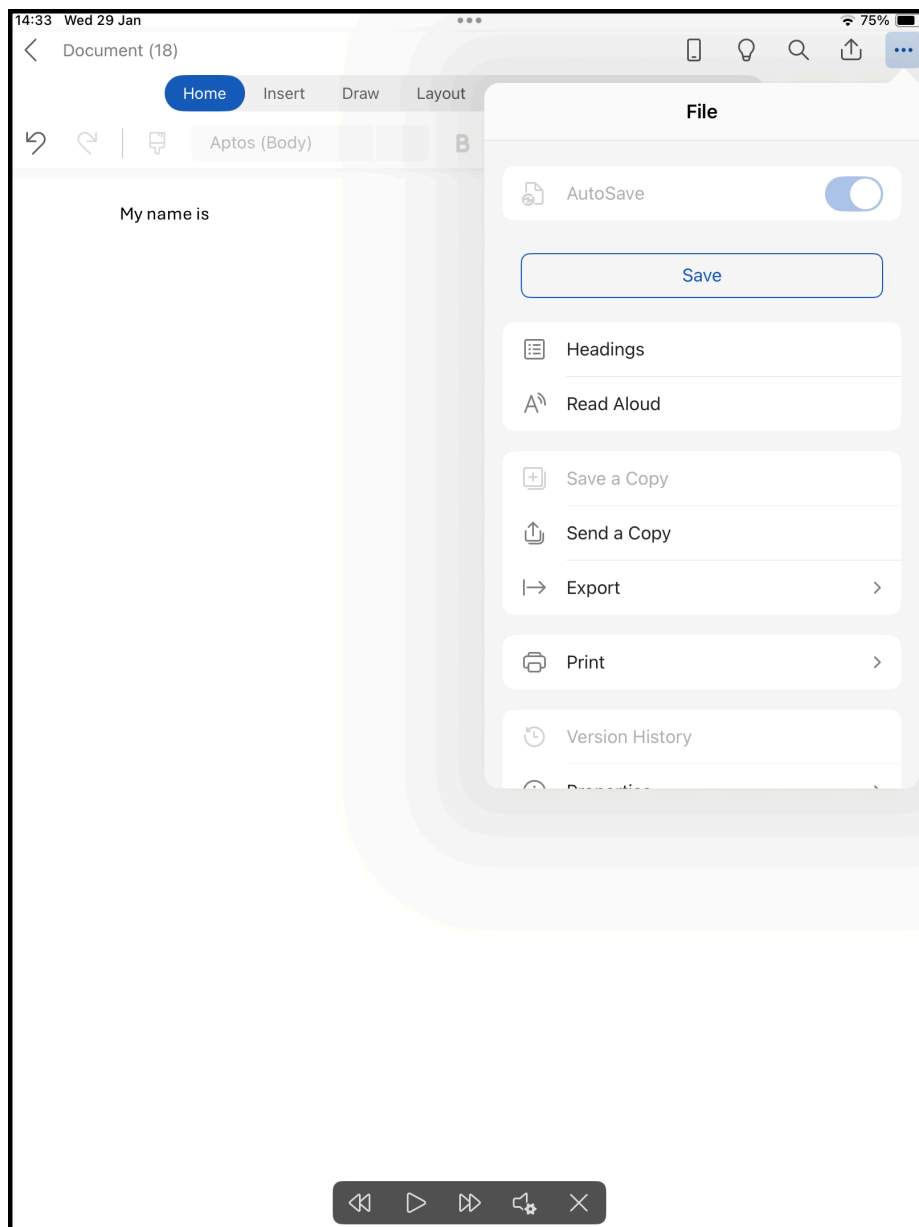 14:33 Wed 29 Jan
75%
Document (18)
Home Insert Draw Layout
File
Aptos (Body)
B
AutoSave
My name is
Save
Headings
Read Aloud
Save a Copy
Send a Copy
Export
Print
Version History
Properties